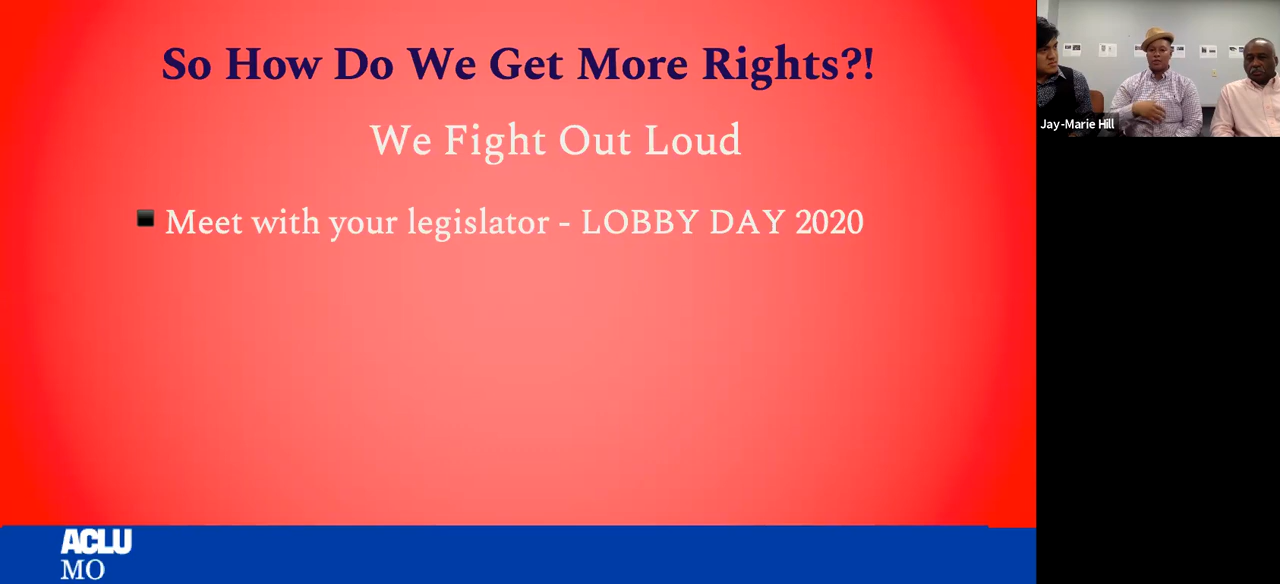 So How Do We Get More Rights?!
We Fight Out Loud
Meet with your legislator - LOBBY DAY 2020
Jay-Marie Hill
ACLU
MO